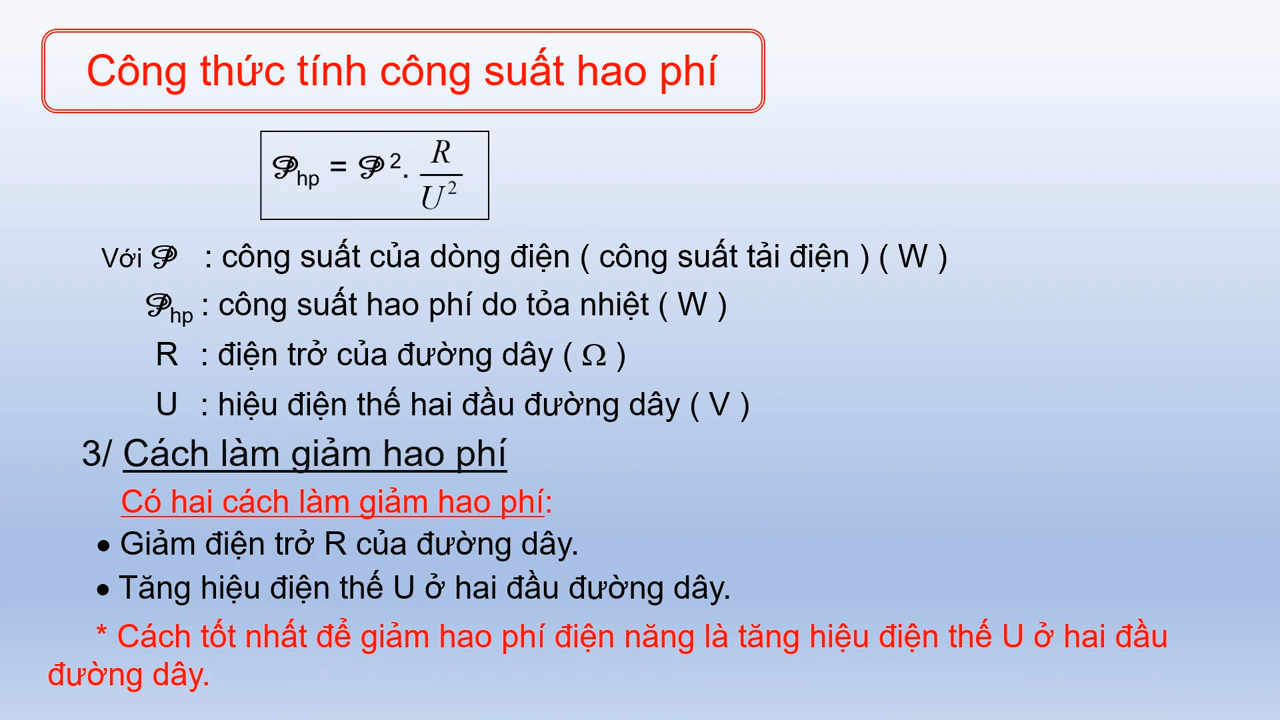 Công thức tính công suất hao phí
𝒫hp = 𝒫². R/U²
Với 𝒫 : công suất của dòng điện ( công suất tải điện ) ( W )
𝒫hp : công suất hao phí do tỏa nhiệt ( W )
R : điện trở của đường dây ( Ω )
U : hiệu điện thế hai đầu đường dây ( V )
3/ Cách làm giảm hao phí
Có hai cách làm giảm hao phí:
• Giảm điện trở R của đường dây.
• Tăng hiệu điện thế U ở hai đầu đường dây.
* Cách tốt nhất để giảm hao phí điện năng là tăng hiệu điện thế U ở hai đầu
đường dây.